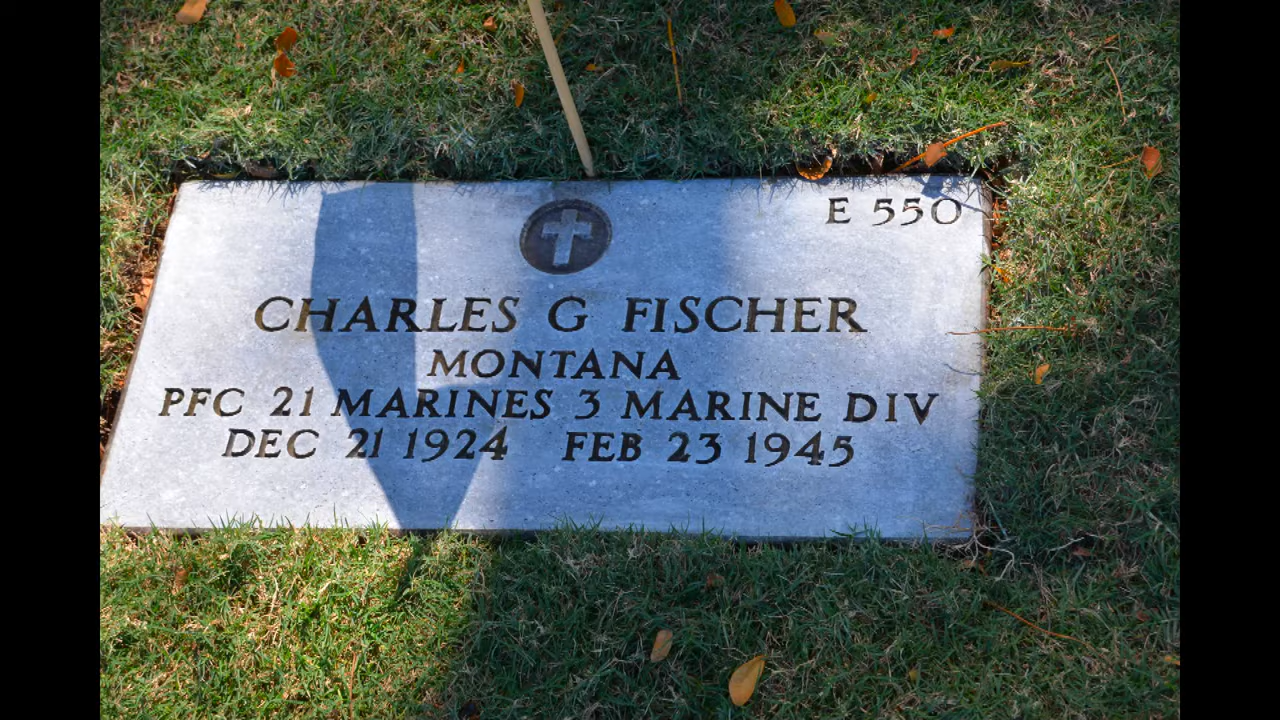 E 550
CHARLES G FISCHER
MONTANA
PFC 21 MARINES 3 MARINE DIV
DEC 21 1924 FEB 23 1945